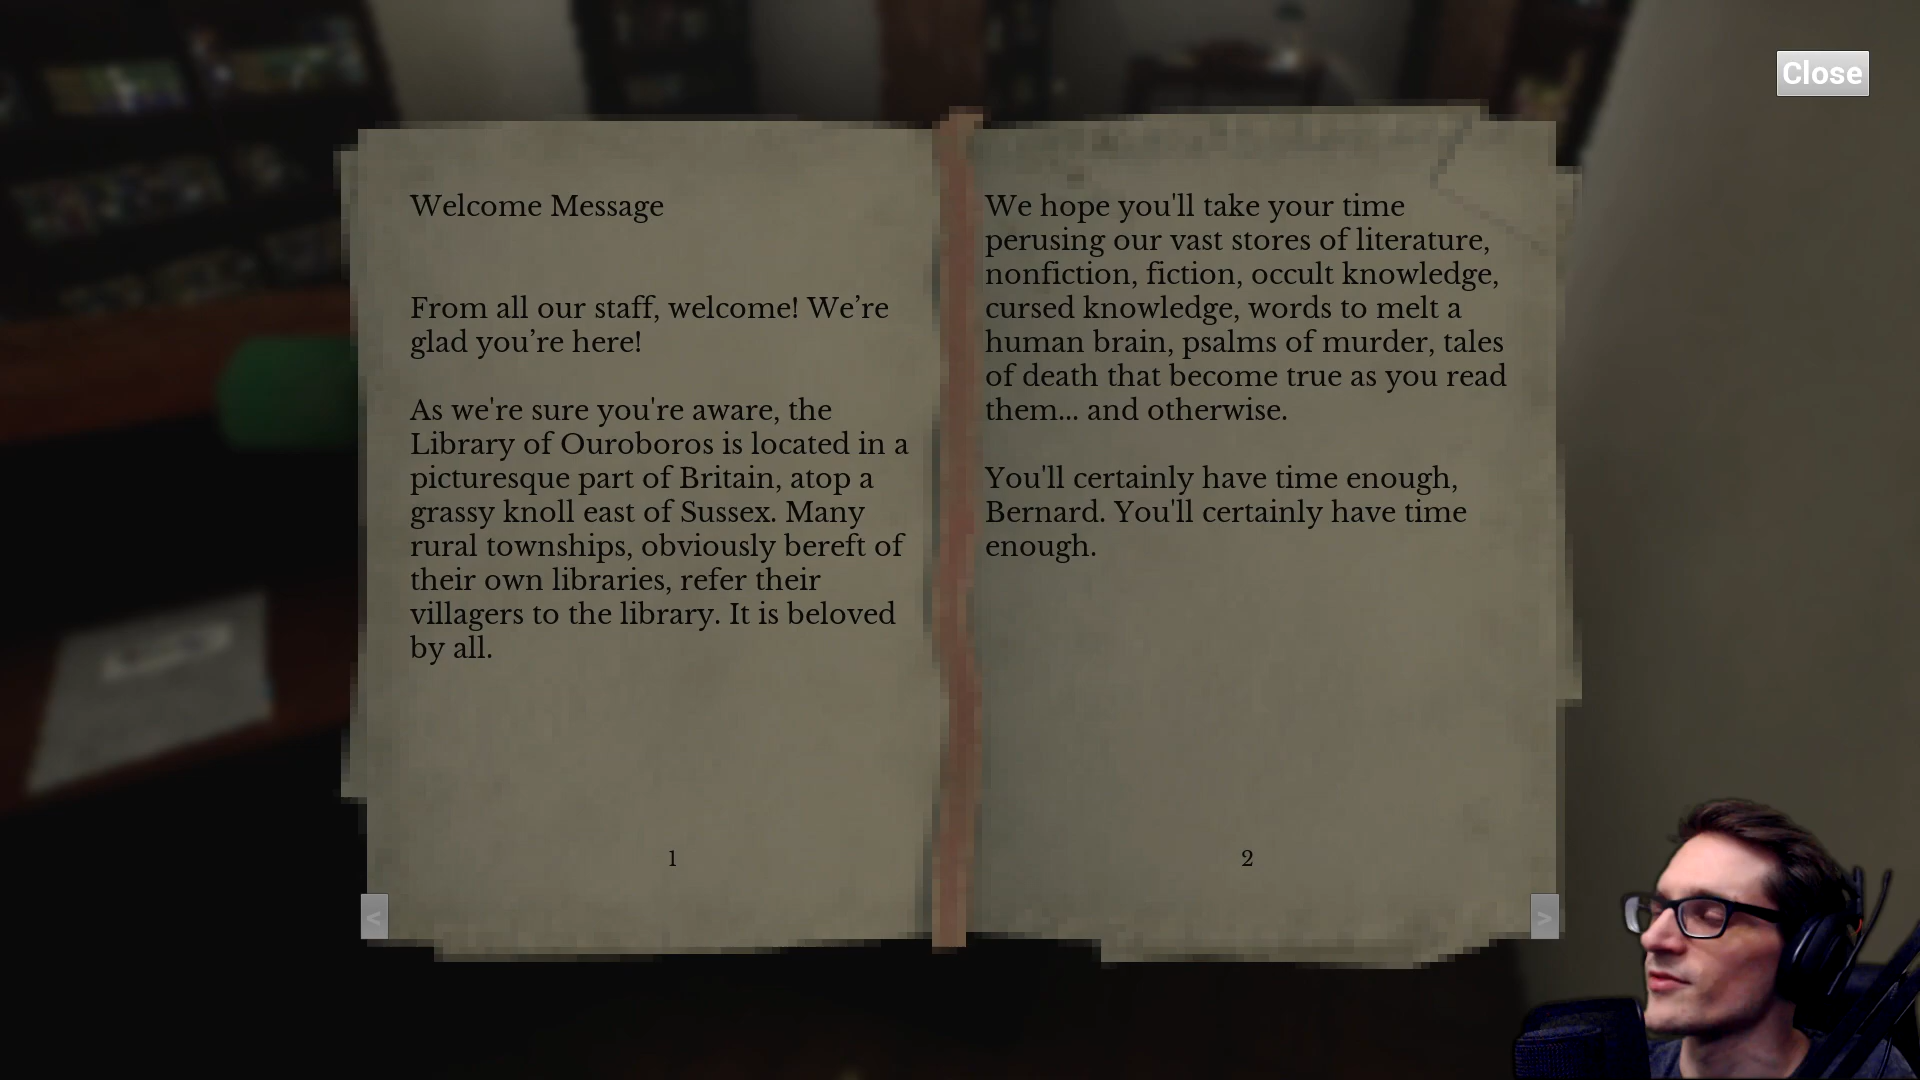 Close
Welcome Message
From all our staff, welcome! We’re
glad you’re here!
As we're sure you're aware, the
Library of Ouroboros is located in a
picturesque part of Britain, atop a
grassy knoll east of Sussex. Many
rural townships, obviously bereft of
their own libraries, refer their
villagers to the library. It is beloved
by all.
1
We hope you'll take your time
perusing our vast stores of literature,
nonfiction, fiction, occult knowledge,
cursed knowledge, words to melt a
human brain, psalms of murder, tales
of death that become true as you read
them... and otherwise.
You'll certainly have time enough,
Bernard. You'll certainly have time
enough.
2
<
>